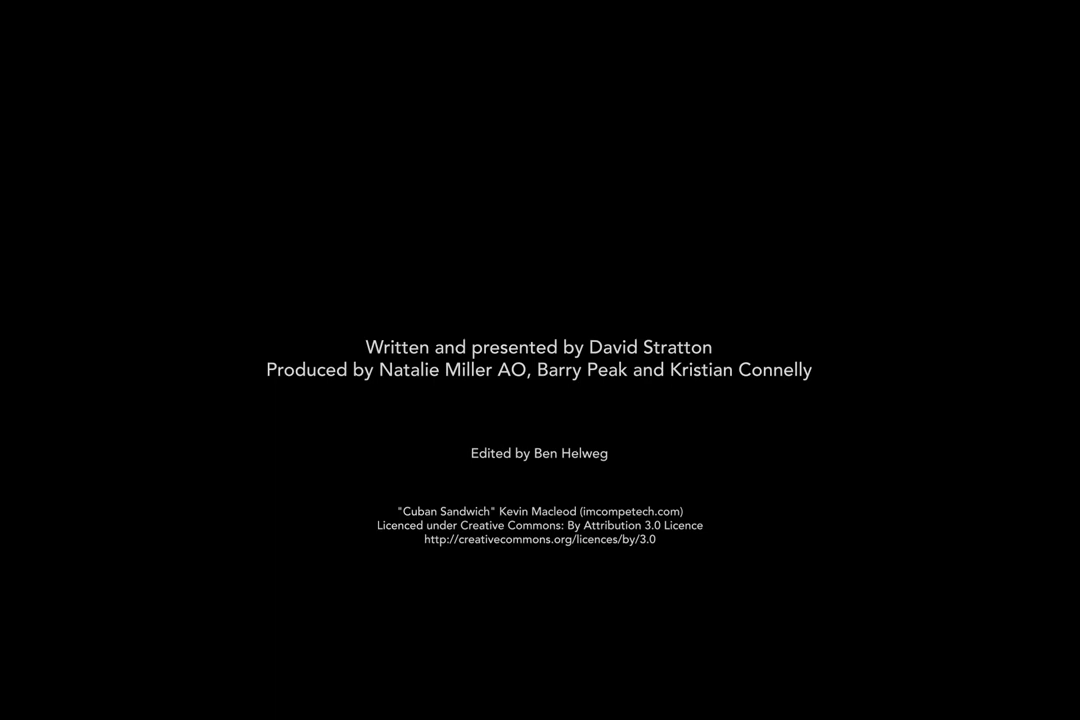 Written and presented by David Stratton
Produced by Natalie Miller AO, Barry Peak and Kristian Connelly
Edited by Ben Helweg
"Cuban Sandwich" Kevin Macleod (imcompetech.com)
Licenced under Creative Commons: By Attribution 3.0 Licence
http://creativecommons.org/licences/by/3.0